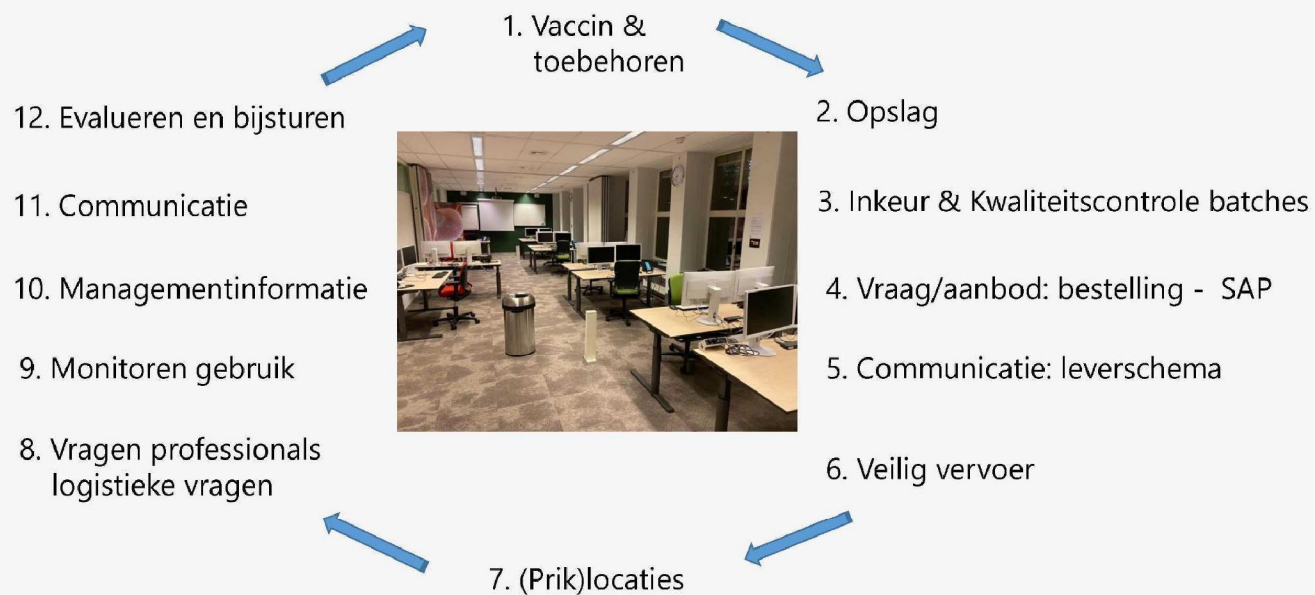 1. Vaccin &
toebehoren
2. Opslag
3. Inkeur & Kwaliteitscontrole batches
4. Vraag/aanbod: bestelling - SAP
5. Communicatie: leverschema
6. Veilig vervoer
7. (Prik)locaties
8. Vragen professionals
logistieke vragen
9. Monitoren gebruik
10. Managementinformatie
11. Communicatie
12. Evalueren en bijsturen